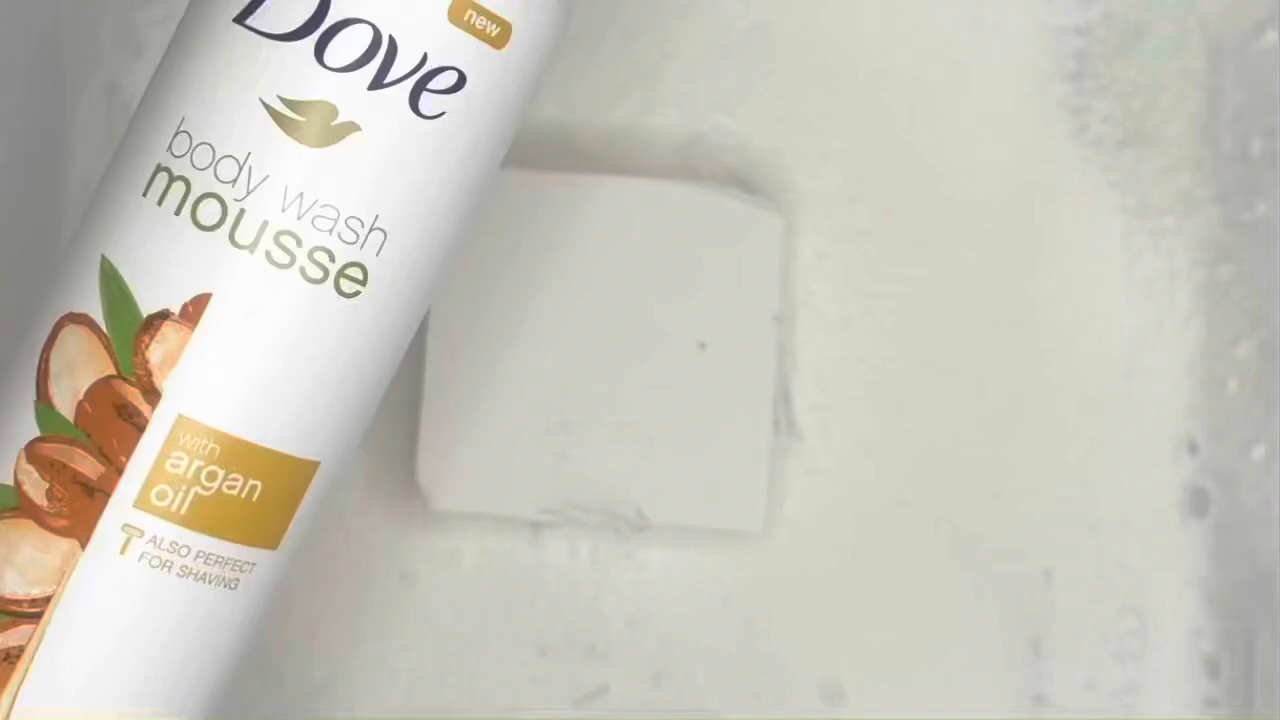 Dove
new
body wash
mousse
with
argan
oil
ALSO PERFECT
FOR SHAVING